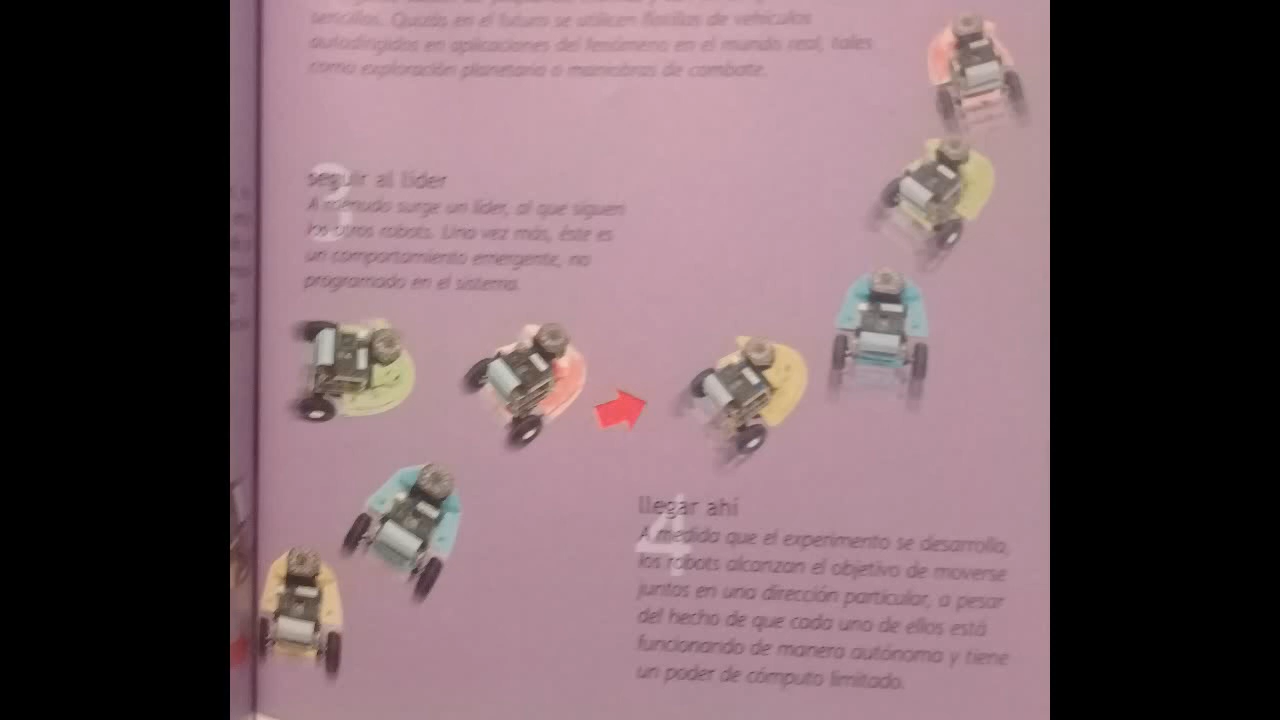 sencillos. Quizás en el futuro se utilicen flotillas de vehículos
autodirigidos en aplicaciones del fenómeno en el mundo real, tales
como exploración planetaria o maniobras de combate.
3
seguir al líder
A menudo surge un líder, al que siguen
los otros robots. Una vez más, éste es
un comportamiento emergente, no
programado en el sistema.
4
llegar ahí
A medida que el experimento se desarrolla,
los robots alcanzan el objetivo de moverse
juntos en una dirección particular, a pesar
del hecho de que cada uno de ellos está
funcionando de manera autónoma y tiene
un poder de cómputo limitado.